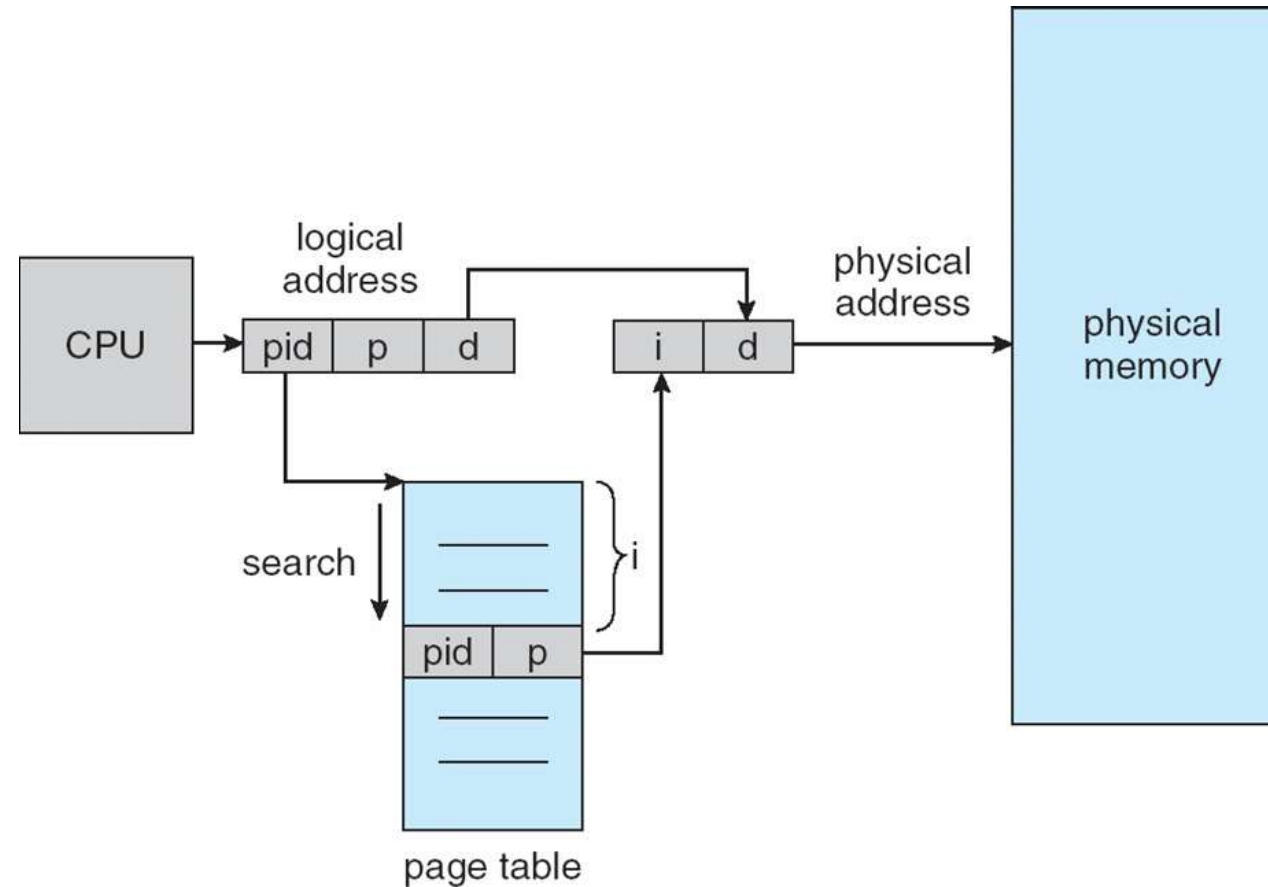 logical
address
physical
address
CPU
pid p d
i d
physical
memory
search
i
pid p
page table